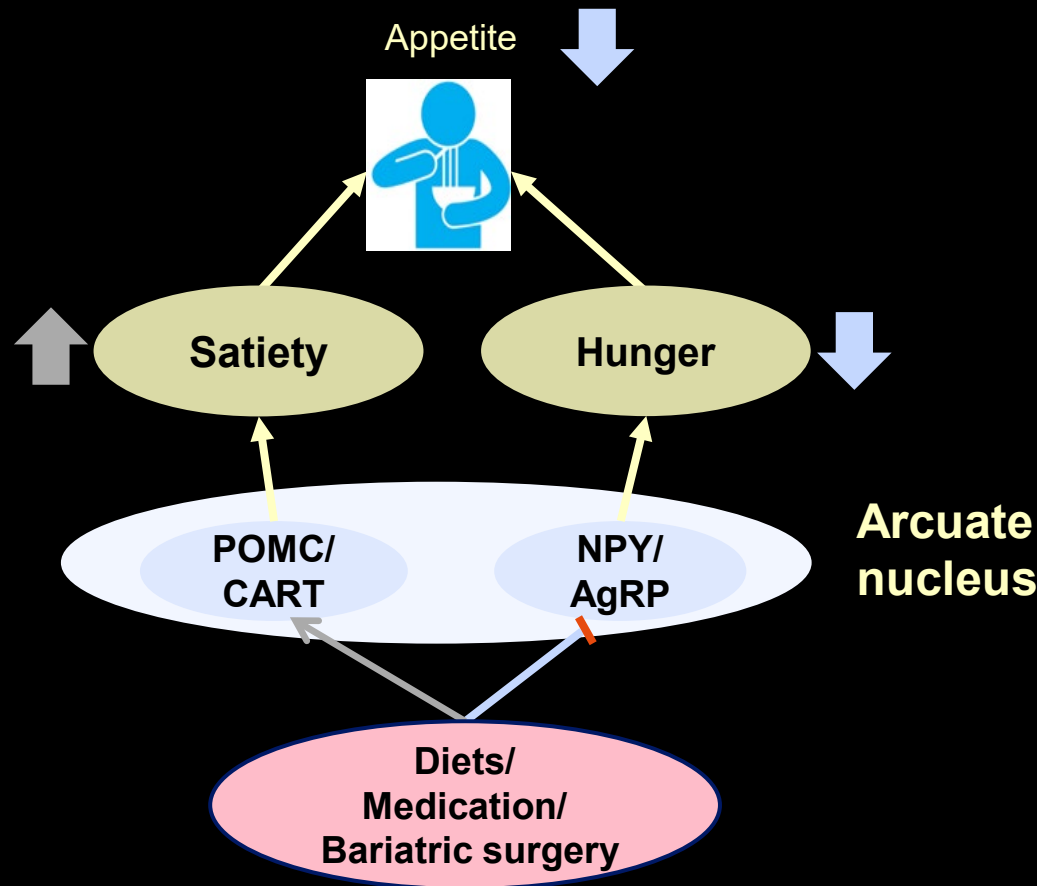 Appetite
Satiety
Hunger
POMC/
CART
NPY/
AgRP
Arcuate
nucleus
Diets/
Medication/
Bariatric surgery